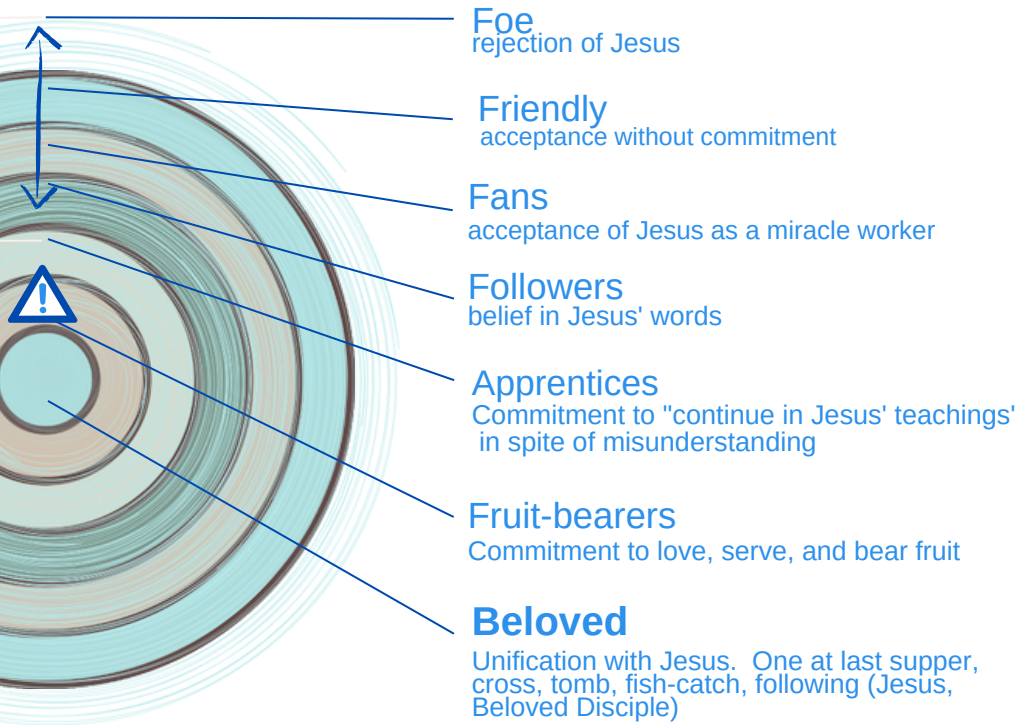 Foe
rejection of Jesus
Friendly
acceptance without commitment
Fans
acceptance of Jesus as a miracle worker
Followers
belief in Jesus' words
Apprentices
Commitment to "continue in Jesus' teachings'
in spite of misunderstanding
Fruit-bearers
Commitment to love, serve, and bear fruit
Beloved
Unification with Jesus. One at last supper,
cross, tomb, fish-catch, following (Jesus,
Beloved Disciple)